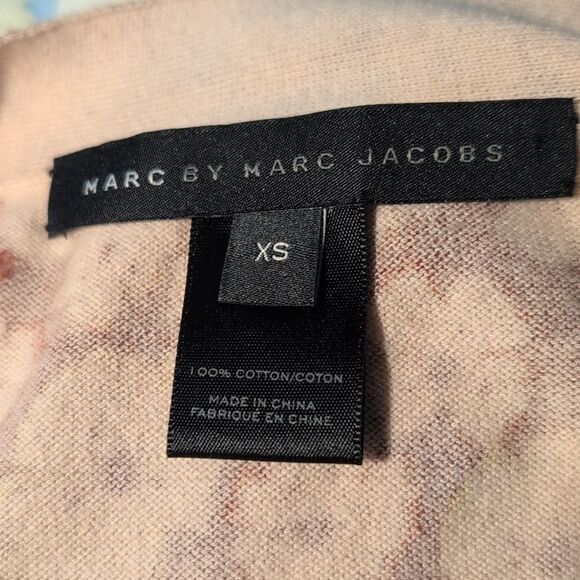 MARC BY MARC JACOBS
XS
100% COTTON/COTON
MADE IN CHINA
FABRIQUÉ EN CHINE